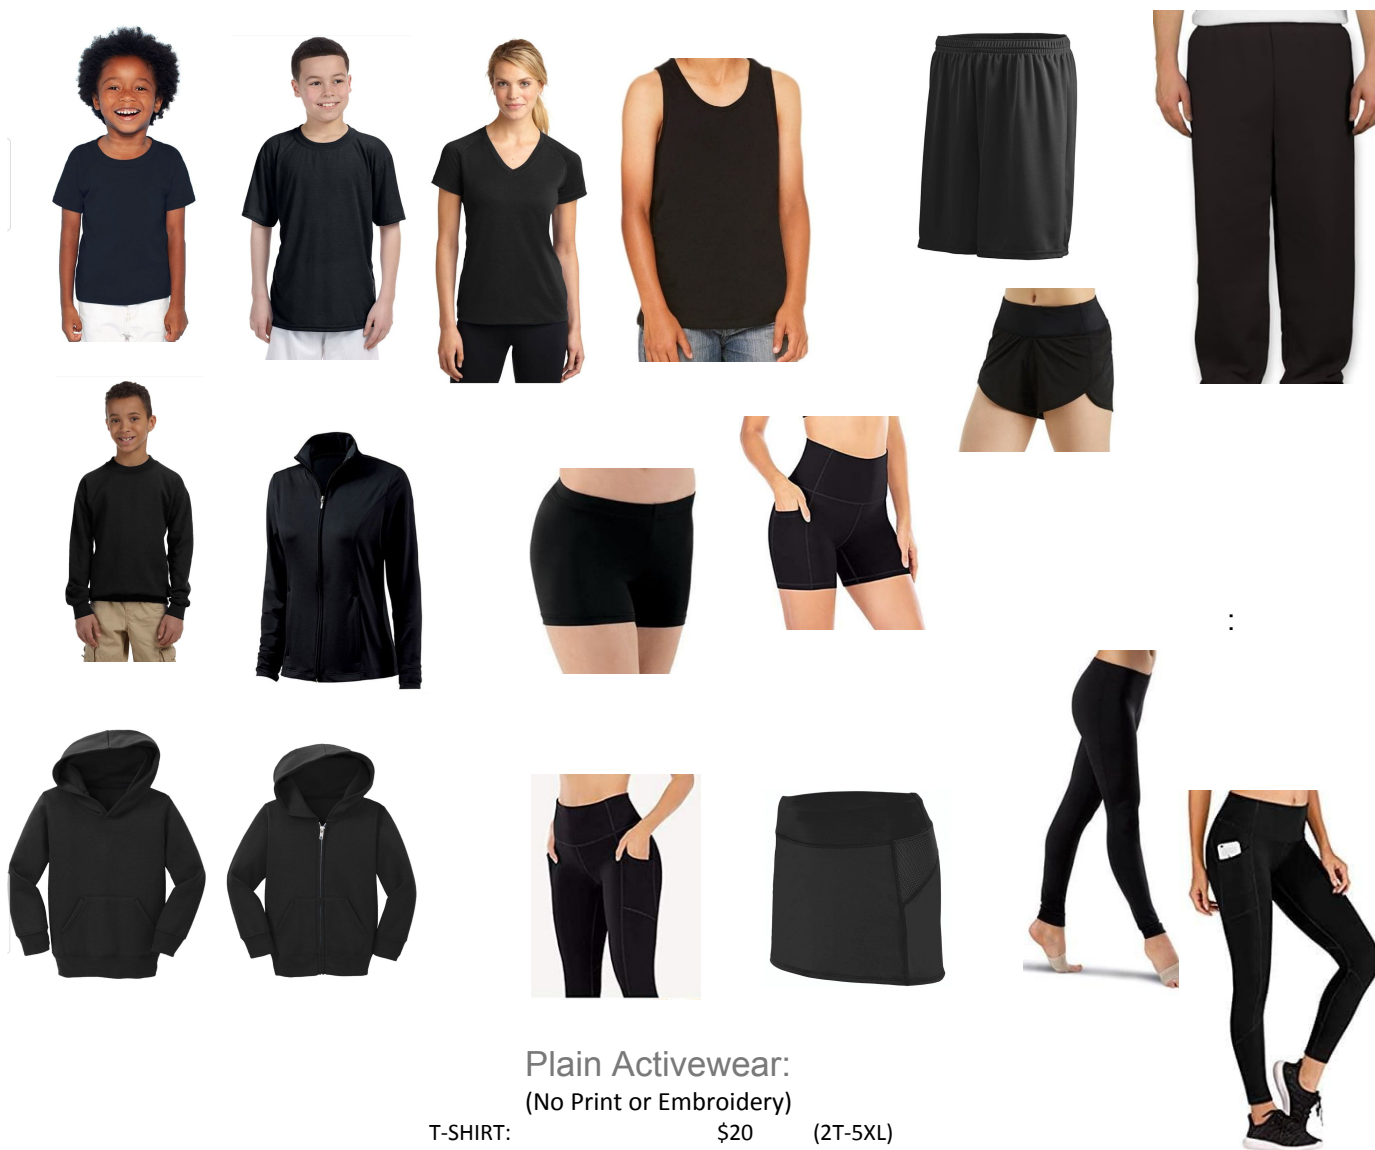 :
Plain Activewear:
(No Print or Embroidery)
T-SHIRT: $20 (2T-5XL)